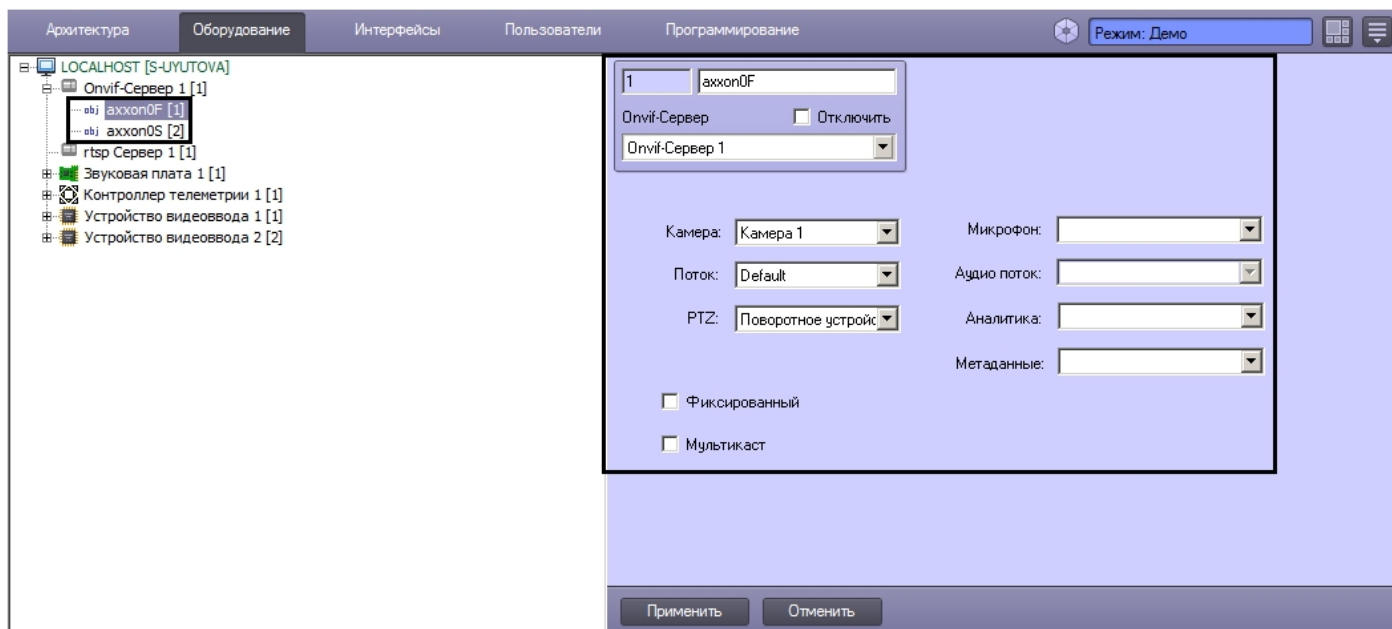 Архитектура Оборудование Интерфейсы Пользователи Программирование Режим: Демо
LOCALHOST [S-UYUTOVA]
Onvif-Сервер 1 [1]
obj axxon0F [1]
obj axxon0S [2]
rtsp Сервер 1 [1]
Звуковая плата 1 [1]
Контроллер телеметрии 1 [1]
Устройство видеоввода 1 [1]
Устройство видеоввода 2 [2]
1 axxon0F
Onvif-Сервер Отключить
Onvif-Сервер 1
Камера: Камера 1 Микрофон:
Поток: Default Аудио поток:
PTZ: Поворотное устройс Аналитика:
Метаданные:
Фиксированный
Мультикаст
Применить Отменить